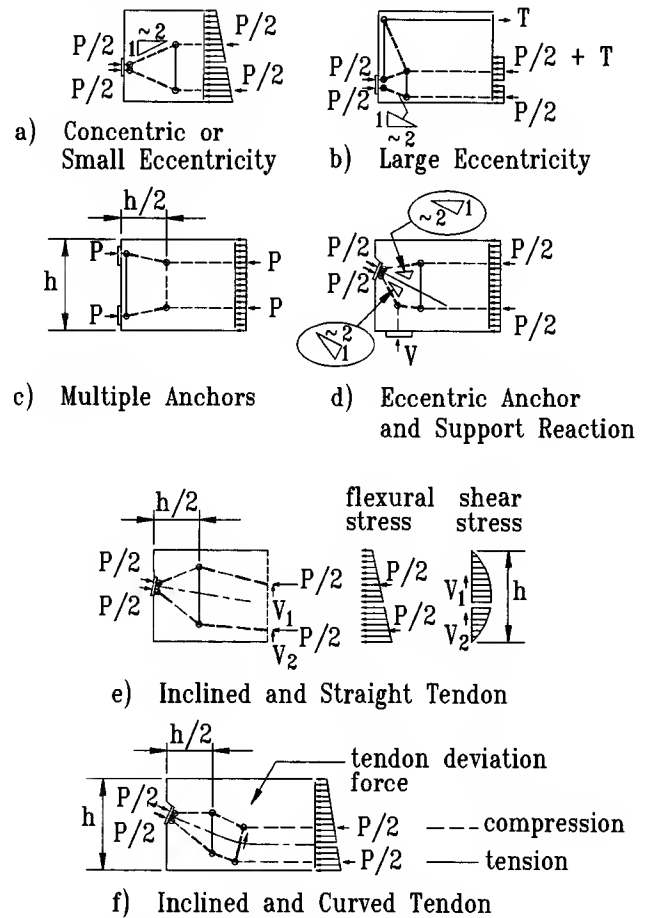 P/2
P/2
1
~2
P/2
P/2
a) Concentric or
Small Eccentricity
T
P/2
P/2
P/2 + T
P/2
1
~2
b) Large Eccentricity
h/2
h
P
P
P
P
c) Multiple Anchors
~2 1
P/2
P/2
P/2
P/2
~2
1
V
d) Eccentric Anchor
and Support Reaction
h/2
P/2
P/2
P/2
V1
P/2
V2
flexural
stress
P/2
P/2
shear
stress
V1
V2
h
e) Inclined and Straight Tendon
h/2
h
P/2
P/2
tendon deviation
force
P/2
P/2
compression
tension
f) Inclined and Curved Tendon